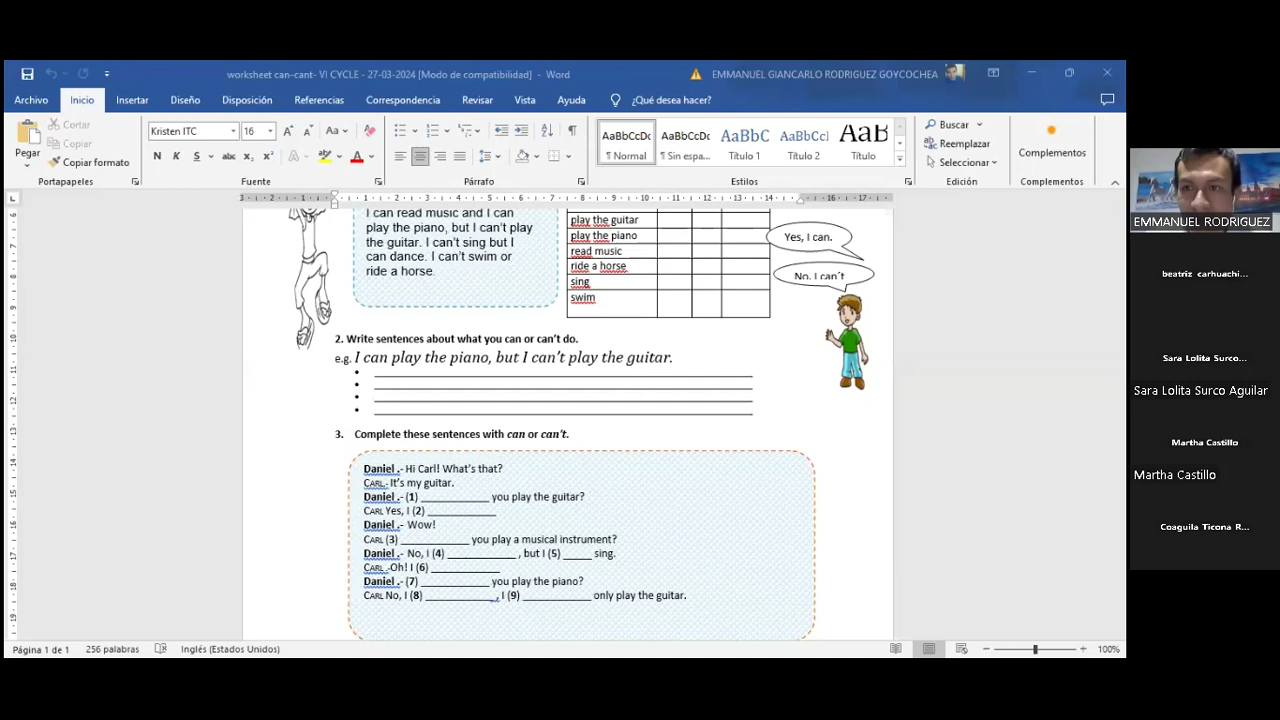 worksheet can-cant- VI CYCLE - 27-03-2024 [Modo de compatibilidad] - Word
EMMANUEL GIANCARLO RODRIGUEZ GOYCOCHEA
Archivo Inicio Insertar Diseño Disposición Referencias Correspondencia Revisar Vista Ayuda ¿Qué desea hacer?
Pegar
Cortar
Copiar
Copiar formato
Portapapeles
Kristen ITC 16
Fuente
Párrafo
AaBbCcDc AaBbCcDc AaBbC AaBbCcl AaB
¶ Normal ¶ Sin espa... Título 1 Título 2 Título
Estilos
Buscar
Reemplazar
Seleccionar
Edición
Complementos
Complementos
I can read music and I can
play the piano, but I can't play
the guitar. I can't sing but I
can dance. I can't swim or
ride a horse.
play the guitar
play the piano
read music
ride a horse
sing
swim
Yes, I can.
No, I can´t
2. Write sentences about what you can or can't do.
e.g. I can play the piano, but I can't play the guitar.
3. Complete these sentences with can or can't.
Daniel .- Hi Carl! What's that?
CARL.- It's my guitar.
Daniel .- (1) ____________ you play the guitar?
CARL Yes, I (2) ____________
Daniel .- Wow!
CARL (3) ____________ you play a musical instrument?
Daniel .- No, I (4) ____________ , but I (5) _____ sing.
CARL .-Oh! I (6) ____________
Daniel .- (7) ____________ you play the piano?
CARL No, I (8) ____________, I (9) ____________ only play the guitar.
Página 1 de 1 256 palabras Inglés (Estados Unidos) 100%
EMMANUEL RODRIGUEZ
beatriz carhuachi...
Sara Lolita Surco...
Sara Lolita Surco Aguilar
Martha Castillo
Martha Castillo
Coaguila Ticona R...